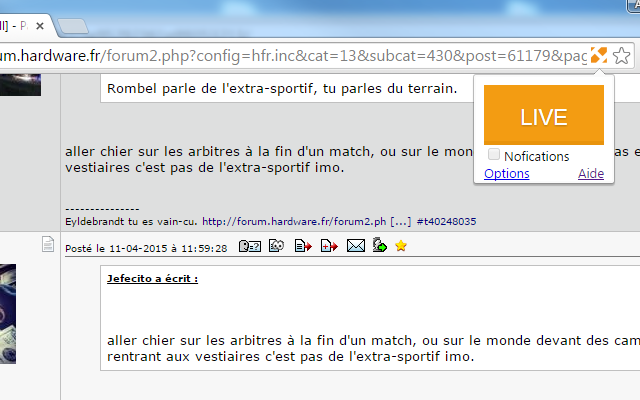 ll] - P
um.hardware.fr/forum2.php?config=hfr.inc&cat=13&subcat=430&post=61179&pag
Rombel parle de l'extra-sportif, tu parles du terrain.
LIVE
Nofications
Options Aide
aller chier sur les arbitres à la fin d'un match, ou sur le mon as e
vestiaires c'est pas de l'extra-sportif imo.
---------------
Eyldebrandt tu es vain-cu. http://forum.hardware.fr/forum2.ph [...] #t40248035
Posté le 11-04-2015 à 11:59:28
Jefecito a écrit :
aller chier sur les arbitres à la fin d'un match, ou sur le monde devant des cam
rentrant aux vestiaires c'est pas de l'extra-sportif imo.